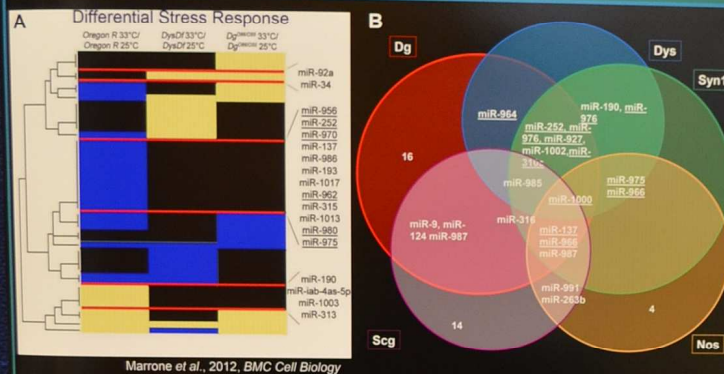 A
Differential Stress Response
Oregon R 33°C/
Oregon R 25°C
DysDf 33°C/
DysDf 25°C
33°C/
25°C
miR-92a
miR-34
miR-956
miR-252
miR-970
miR-137
miR-986
miR-193
miR-1017
miR-962
miR-315
miR-1013
miR-980
miR-975
miR-190
miR-iab-4as-5p
miR-1003
miR-313
Marrone et al., 2012, BMC Cell Biology
B
Dg
Dys
Syn1
miR-964
miR-190, miR-
976
miR-252, miR-
976, miR-927,
miR-1002,miR-
16
miR-985
miR-975
miR-966
miR-1000
miR-316
miR-9, miR-
124 miR-987
miR-137
miR-966
miR-987
miR-991
miR-263b
4
14
Scg
Nos